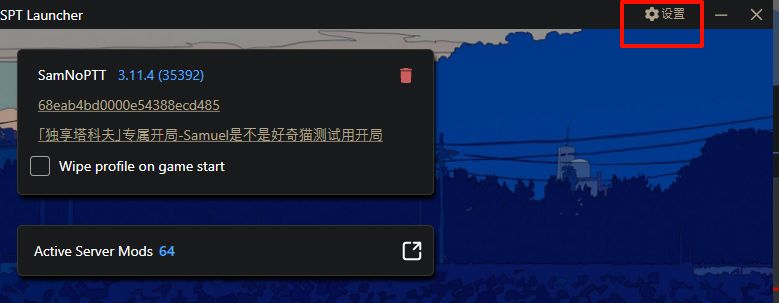 SPT Launcher 设置
SamNoPTT 3.11.4 (35392)
68eab4bd0000e54388ecd485
「独享塔科夫」专属开局-Samuel是不是好奇猫测试用开局
Wipe profile on game start
Active Server Mods 64